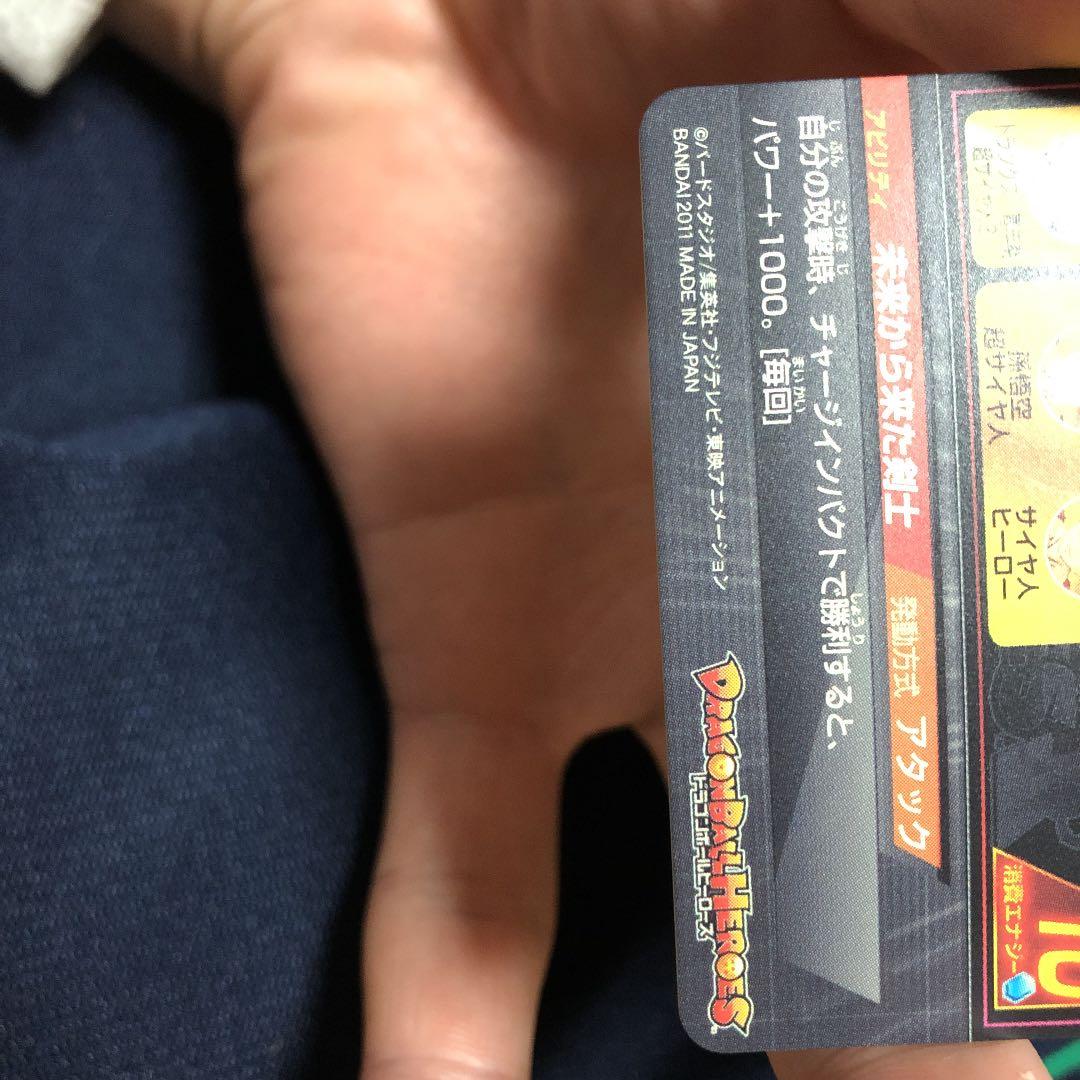 孫悟空
超サイヤ人
サイヤ人
ヒーロー
消費エナジー
10
アビリティ 未来から来た剣士 発動方式 アタック
自分の攻撃時、チャージインパクトで勝利すると、
パワー+1000。[毎回]
©バードスタジオ/集英社・フジテレビ・東映アニメーション
BANDAI 2011 MADE IN JAPAN
DRAGONBALL HEROES
ドラゴンボールヒーローズ